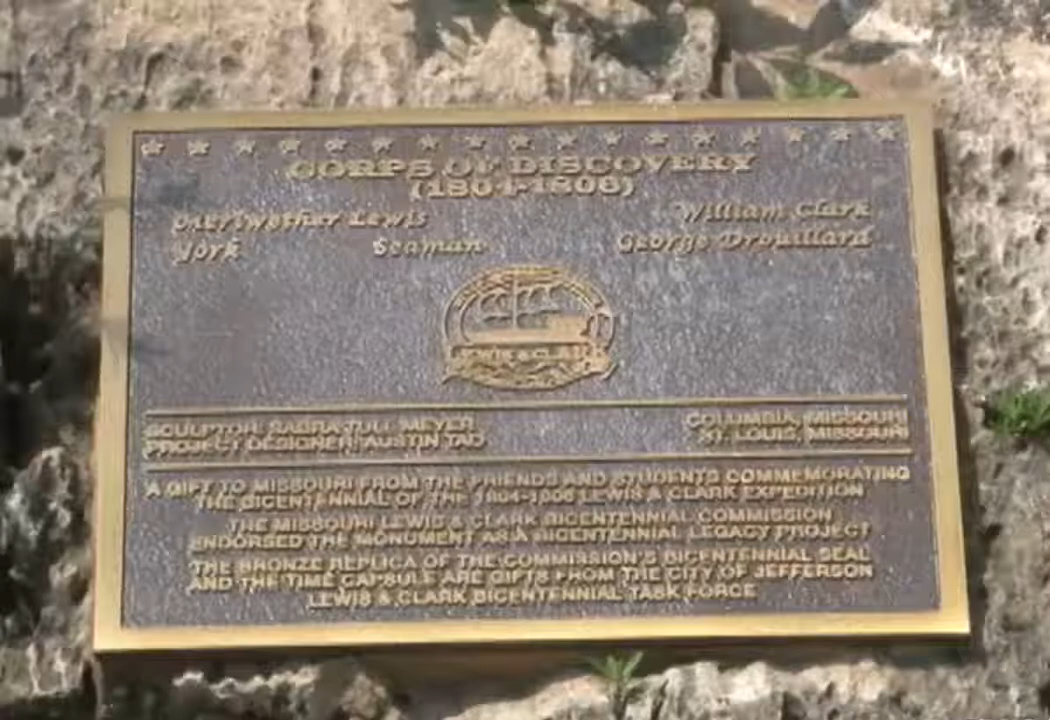 CORPS OF DISCOVERY
(1804-1806)
Meriwether Lewis William Clark
York Seaman George Drouillard
LEWIS & CLARK
SCULPTOR: SABRA TULL MEYER COLUMBIA, MISSOURI
PROJECT DESIGNER: AUSTIN TAO ST. LOUIS, MISSOURI
A GIFT TO MISSOURI FROM THE FRIENDS AND STUDENTS COMMEMORATING
THE BICENTENNIAL OF THE 1804-1806 LEWIS & CLARK EXPEDITION
THE MISSOURI LEWIS & CLARK BICENTENNIAL COMMISSION
ENDORSED THE MONUMENT AS A BICENTENNIAL LEGACY PROJECT
THE BRONZE REPLICA OF THE COMMISSION'S BICENTENNIAL SEAL
AND THE TIME CAPSULE ARE GIFTS FROM THE CITY OF JEFFERSON
LEWIS & CLARK BICENTENNIAL TASK FORCE